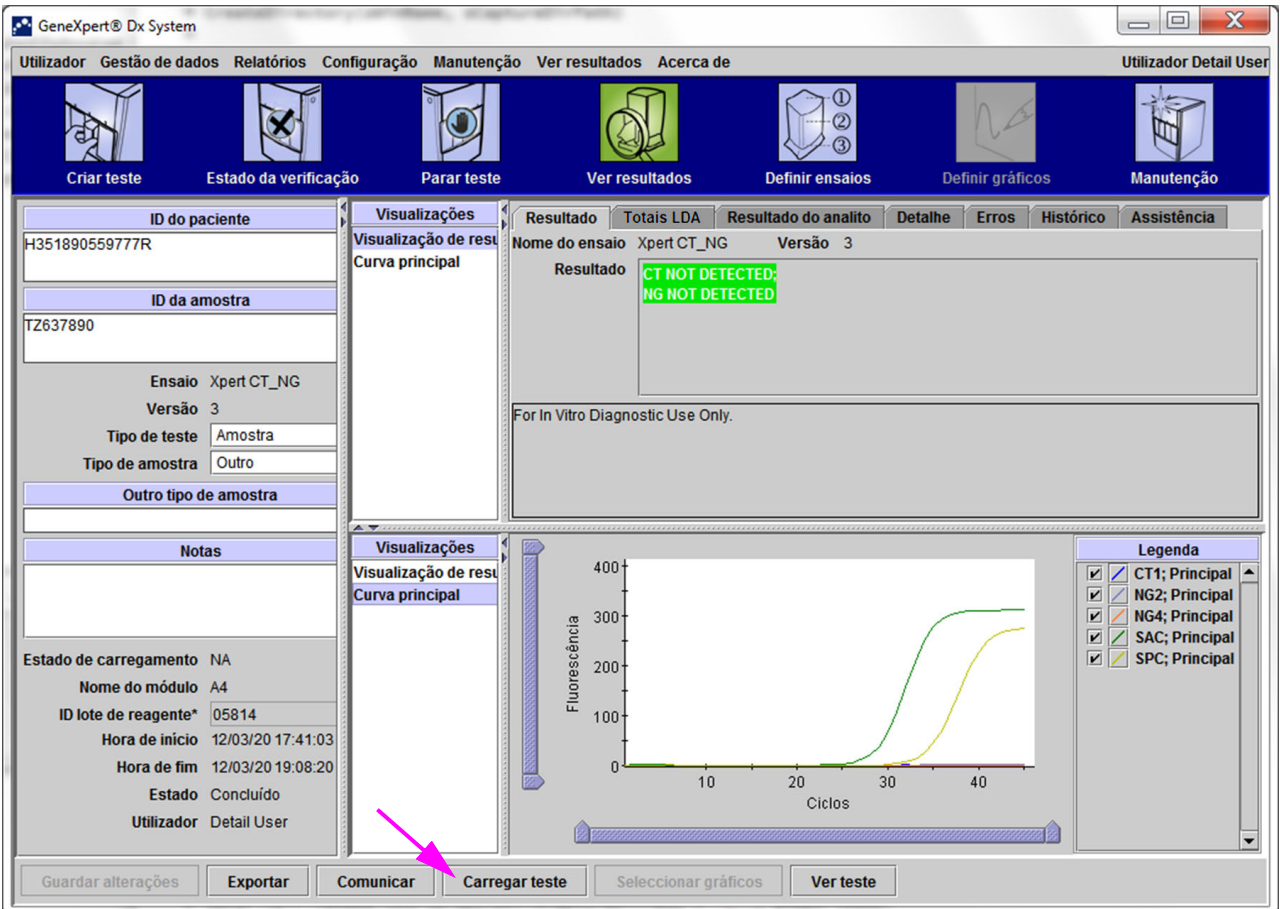 GeneXpert® Dx System
Utilizador Gestão de dados Relatórios Configuração Manutenção Ver resultados Acerca de Utilizador Detail User
Criar teste Estado da verificação Parar teste Ver resultados Definir ensaios Definir gráficos Manutenção
ID do paciente
H351890559777R
ID da amostra
TZ637890
Ensaio Xpert CT_NG
Versão 3
Tipo de teste Amostra
Tipo de amostra Outro
Outro tipo de amostra
Notas
Estado de carregamento NA
Nome do módulo A4
ID lote de reagente* 05814
Hora de início 12/03/20 17:41:03
Hora de fim 12/03/20 19:08:20
Estado Concluído
Utilizador Detail User
Visualizações
Visualização de resu
Curva principal
Resultado Totais LDA Resultado do analito Detalhe Erros Histórico Assistência
Nome do ensaio Xpert CT_NG Versão 3
Resultado CT NOT DETECTED;
NG NOT DETECTED
For In Vitro Diagnostic Use Only.
Visualizações
Visualização de resu
Curva principal
Fluorescência
400
300
200
100
0
10 20 30 40
Ciclos
Legenda
CT1; Principal
NG2; Principal
NG4; Principal
SAC; Principal
SPC; Principal
Guardar alterações Exportar Comunicar Carregar teste Seleccionar gráficos Ver teste